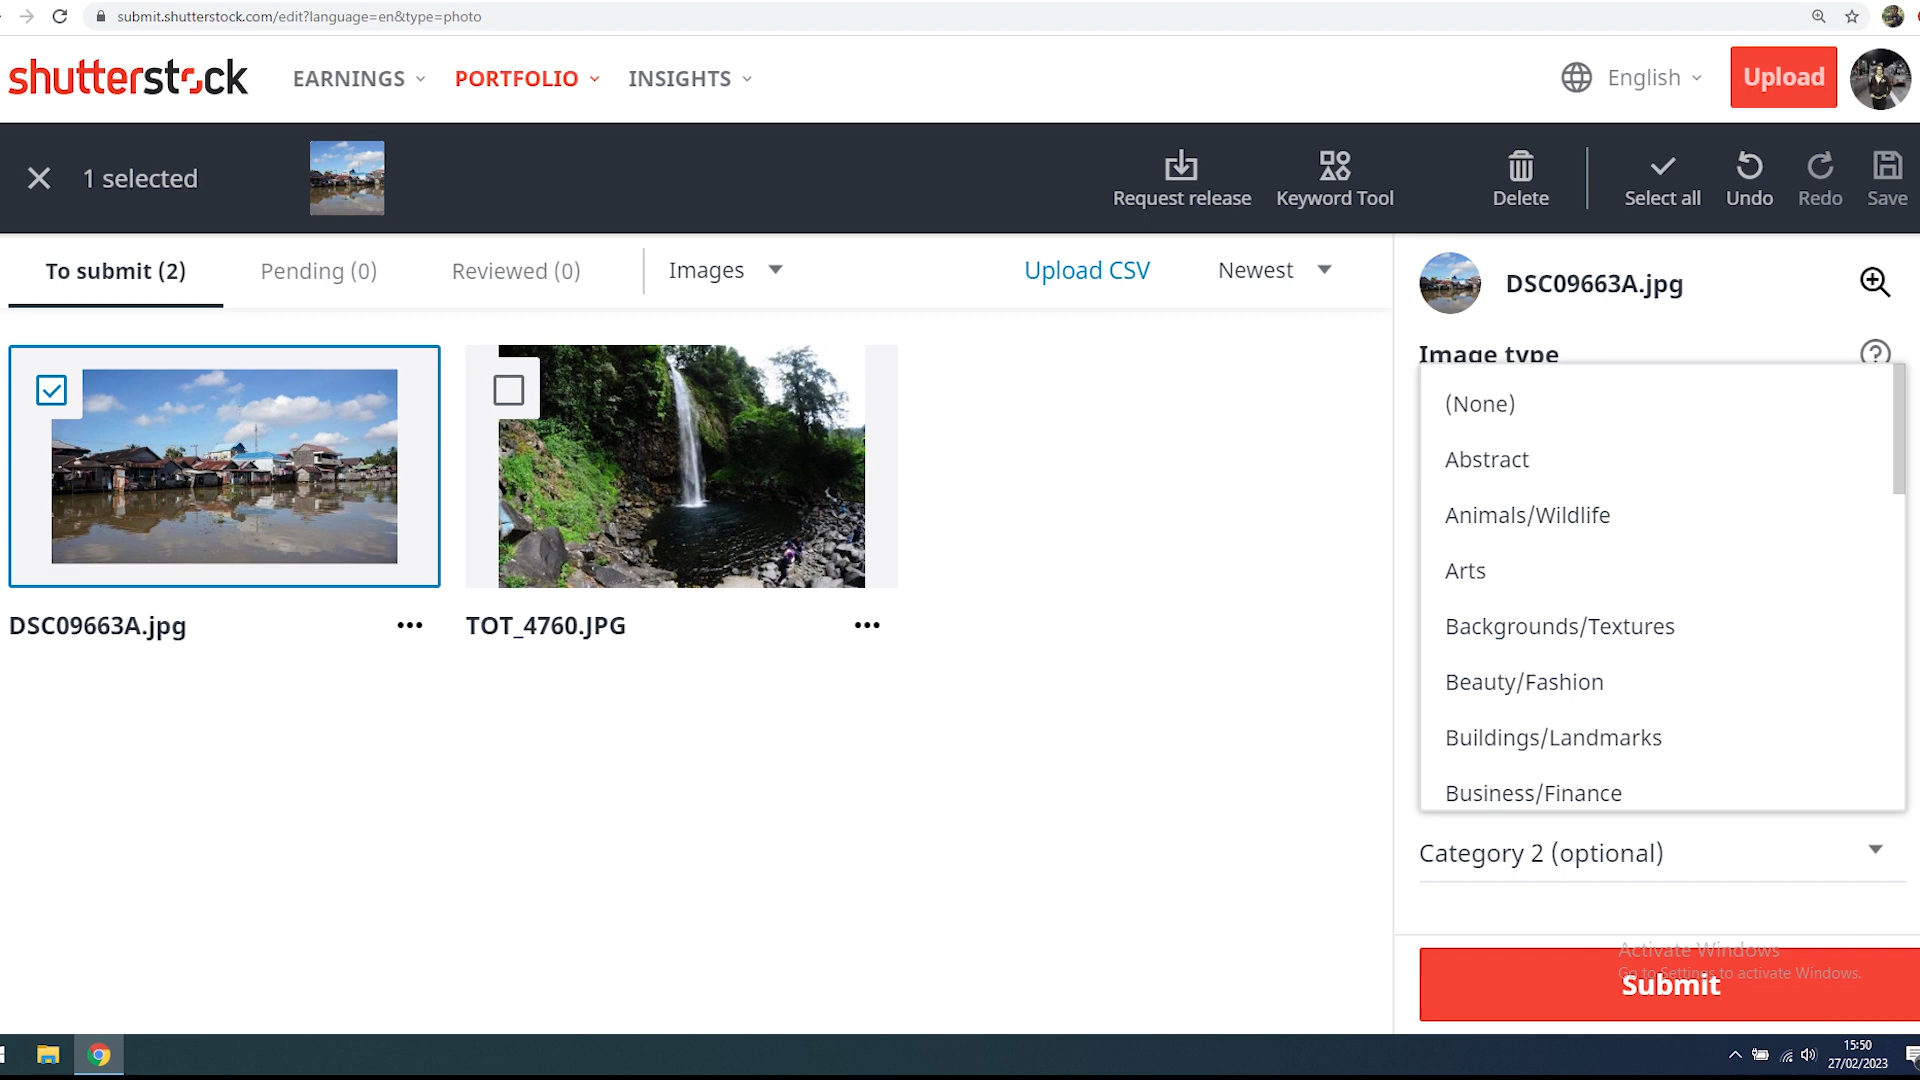 submit.shutterstock.com/edit?language=en&type=photo
shutterstock
EARNINGS
PORTFOLIO
INSIGHTS
English
Upload
1 selected
Request release
Keyword Tool
Delete
Select all
Undo
Redo
Save
To submit (2)
Pending (0)
Reviewed (0)
Images
Upload CSV
Newest
DSC09663A.jpg
Image type
(None)
Abstract
Animals/Wildlife
Arts
Backgrounds/Textures
Beauty/Fashion
Buildings/Landmarks
Business/Finance
DSC09663A.jpg
TOT_4760.JPG
Category 2 (optional)
Activate Windows
Go to Settings to activate Windows.
Submit
15:50
27/02/2023